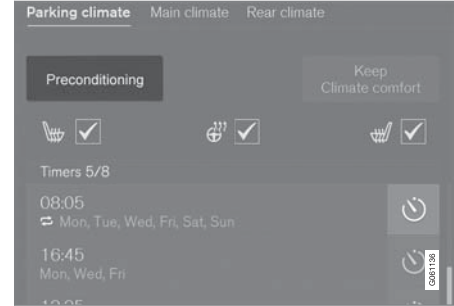 Parking climate Main climate Rear climate
Preconditioning
Keep
Climate comfort
Timers 5/8
08:05
Mon, Tue, Wed, Fri, Sat, Sun
16:45
Mon, Wed, Fri
G061136